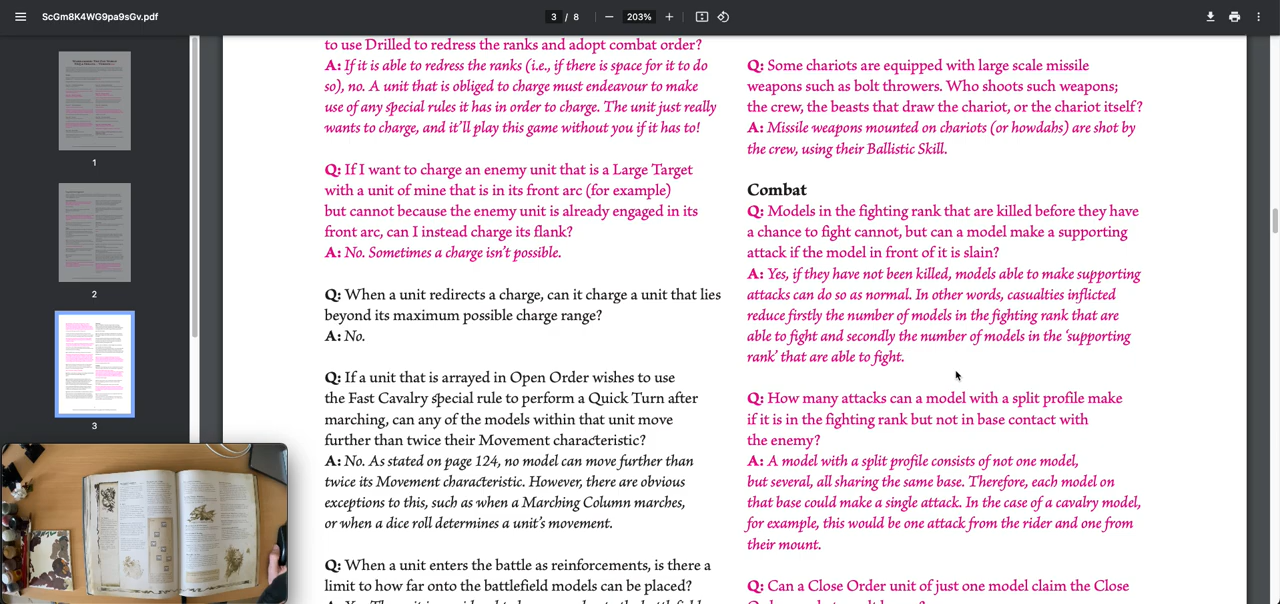 ScGm8K4WG9pa9sGv.pdf
3 / 8
203%
1
2
3
to use Drilled to redress the ranks and adopt combat order?
A: If it is able to redress the ranks (i.e., if there is space for it to do
so), no. A unit that is obliged to charge must endeavour to make
use of any special rules it has in order to charge. The unit just really
wants to charge, and it'll play this game without you if it has to!
Q: If I want to charge an enemy unit that is a Large Target
with a unit of mine that is in its front arc (for example)
but cannot because the enemy unit is already engaged in its
front arc, can I instead charge its flank?
A: No. Sometimes a charge isn't possible.
Q: When a unit redirects a charge, can it charge a unit that lies
beyond its maximum possible charge range?
A: No.
Q: If a unit that is arrayed in Open Order wishes to use
the Fast Cavalry special rule to perform a Quick Turn after
marching, can any of the models within that unit move
further than twice their Movement characteristic?
A: No. As stated on page 124, no model can move further than
twice its Movement characteristic. However, there are obvious
exceptions to this, such as when a Marching Column marches,
or when a dice roll determines a unit's movement.
Q: When a unit enters the battle as reinforcements, is there a
limit to how far onto the battlefield models can be placed?
Q: Some chariots are equipped with large scale missile
weapons such as bolt throwers. Who shoots such weapons;
the crew, the beasts that draw the chariot, or the chariot itself?
A: Missile weapons mounted on chariots (or howdahs) are shot by
the crew, using their Ballistic Skill.
Combat
Q: Models in the fighting rank that are killed before they have
a chance to fight cannot, but can a model make a supporting
attack if the model in front of it is slain?
A: Yes, if they have not been killed, models able to make supporting
attacks can do so as normal. In other words, casualties inflicted
reduce firstly the number of models in the fighting rank that are
able to fight and secondly the number of models in the 'supporting
rank' that are able to fight.
Q: How many attacks can a model with a split profile make
if it is in the fighting rank but not in base contact with
the enemy?
A: A model with a split profile consists of not one model,
but several, all sharing the same base. Therefore, each model on
that base could make a single attack. In the case of a cavalry model,
for example, this would be one attack from the rider and one from
their mount.
Q: Can a Close Order unit of just one model claim the Close